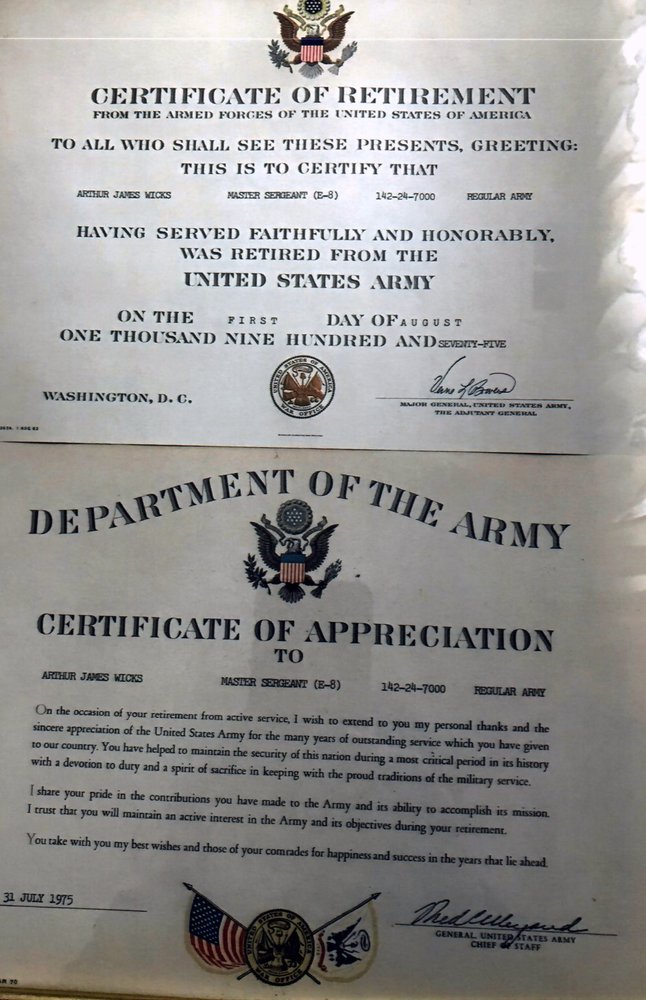 CERTIFICATE OF RETIREMENT
FROM THE ARMED FORCES OF THE UNITED STATES OF AMERICA
TO ALL WHO SHALL SEE THESE PRESENTS, GREETING:
THIS IS TO CERTIFY THAT
ARTHUR JAMES WICKS MASTER SERGEANT (E-8) 142-24-7000 REGULAR ARMY
HAVING SERVED FAITHFULLY AND HONORABLY,
WAS RETIRED FROM THE
UNITED STATES ARMY
ON THE FIRST DAY OF AUGUST
ONE THOUSAND NINE HUNDRED AND SEVENTY-FIVE
UNITED STATES OF AMERICA
WAR OFFICE
WASHINGTON, D. C.
MAJOR GENERAL, UNITED STATES ARMY,
THE ADJUTANT GENERAL
DEPARTMENT OF THE ARMY
CERTIFICATE OF APPRECIATION
TO
ARTHUR JAMES WICKS MASTER SERGEANT (E-8) 142-24-7000 REGULAR ARMY
On the occasion of your retirement from active service, I wish to extend to you my personal thanks and the
sincere appreciation of the United States Army for the many years of outstanding service which you have given
to our country. You have helped to maintain the security of this nation during a most critical period in its history
with a devotion to duty and a spirit of sacrifice in keeping with the proud traditions of the military service.
I share your pride in the contributions you have made to the Army and its ability to accomplish its mission.
I trust that you will maintain an active interest in the Army and its objectives during your retirement.
You take with you my best wishes and those of your comrades for happiness and success in the years that lie ahead.
31 JULY 1975
UNITED STATES OF AMERICA
WAR OFFICE
GENERAL, UNITED STATES ARMY
CHIEF OF STAFF